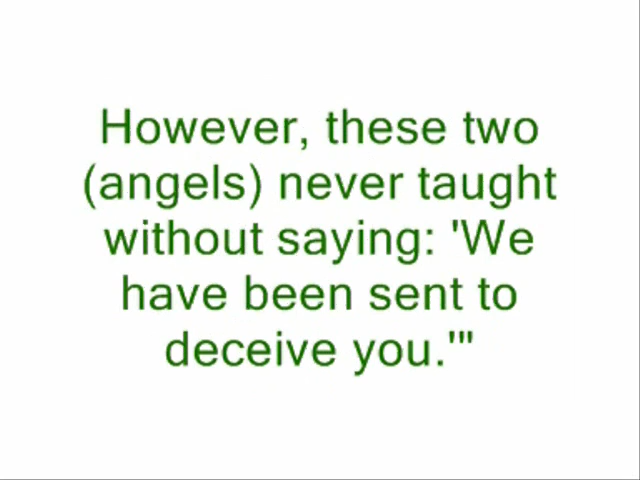 However, these two
(angels) never taught
without saying: 'We
have been sent to
deceive you.'"